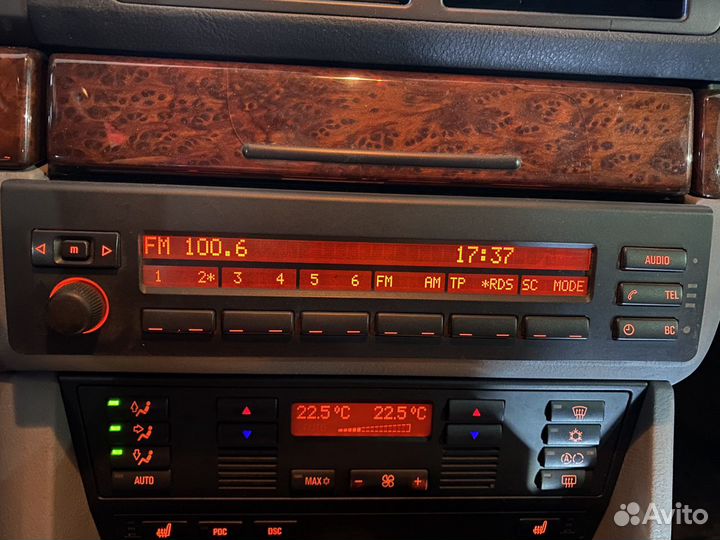 m
FM 100.6 17:37
1 2* 3 4 5 6 FM AM TP *RDS SC MODE
AUDIO
TEL
BC
22.5°C 22.5°C
AUTO
MAX
- +
A
PDC DSC
Avito